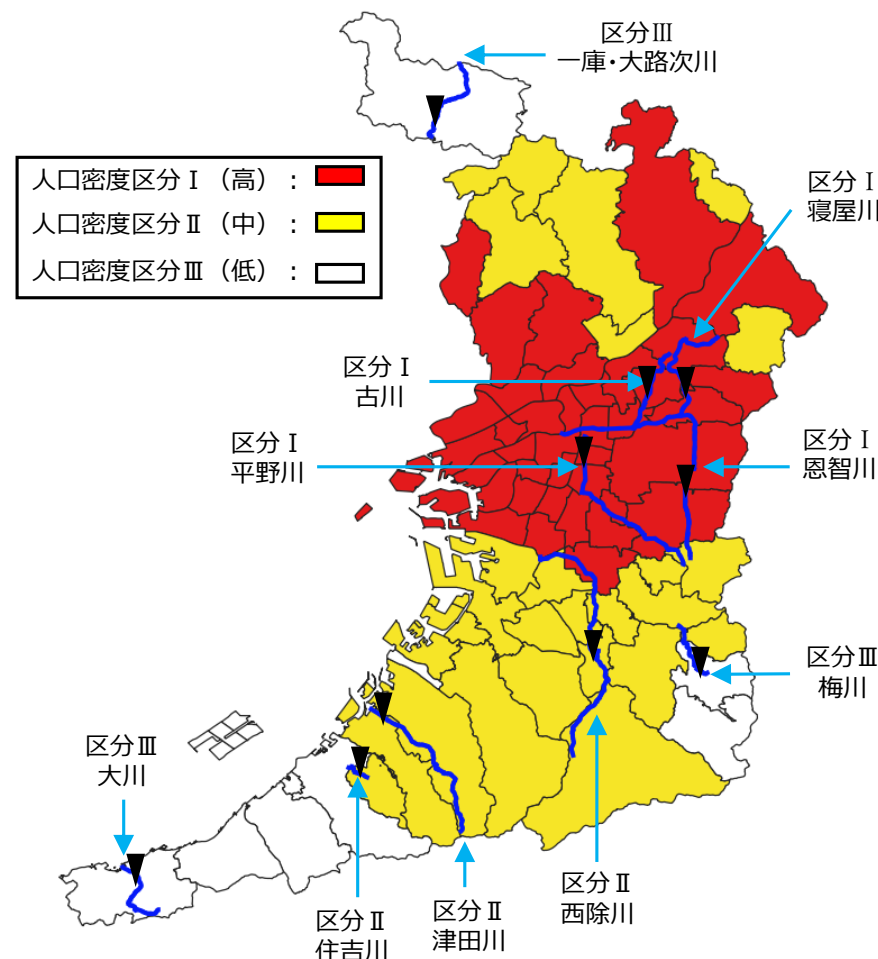 区分Ⅲ
一庫・大路次川
人口密度区分Ⅰ（高）：
人口密度区分Ⅱ（中）：
人口密度区分Ⅲ（低）：
区分Ⅰ
寝屋川
区分Ⅰ
古川
区分Ⅰ
平野川
区分Ⅰ
恩智川
区分Ⅲ
梅川
区分Ⅲ
大川
区分Ⅱ
住吉川
区分Ⅱ
津田川
区分Ⅱ
西除川